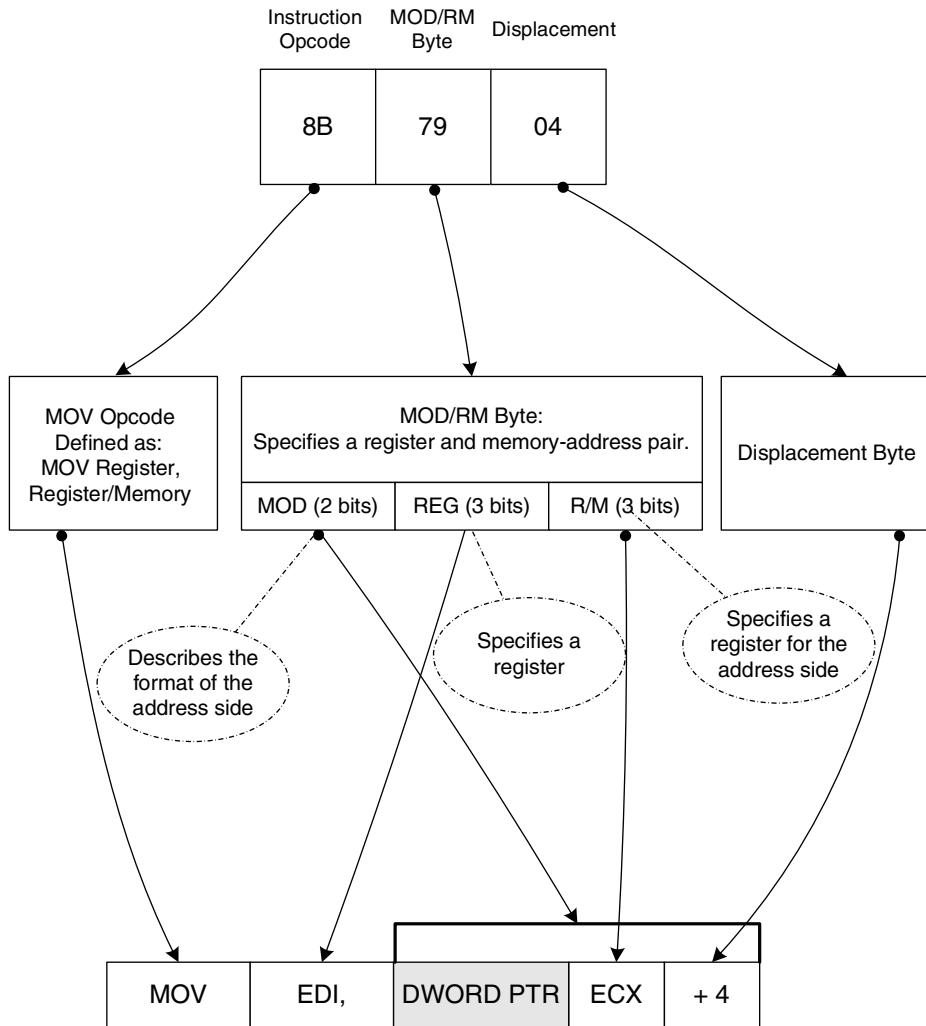 Instruction
Opcode
MOD/RM
Byte
Displacement
8B
79
04
MOV Opcode
Defined as:
MOV Register,
Register/Memory
MOD/RM Byte:
Specifies a register and memory-address pair.
MOD (2 bits)
REG (3 bits)
R/M (3 bits)
Displacement Byte
Describes the
format of the
address side
Specifies a
register
Specifies a
register for the
address side
MOV
EDI,
DWORD PTR
ECX
+ 4